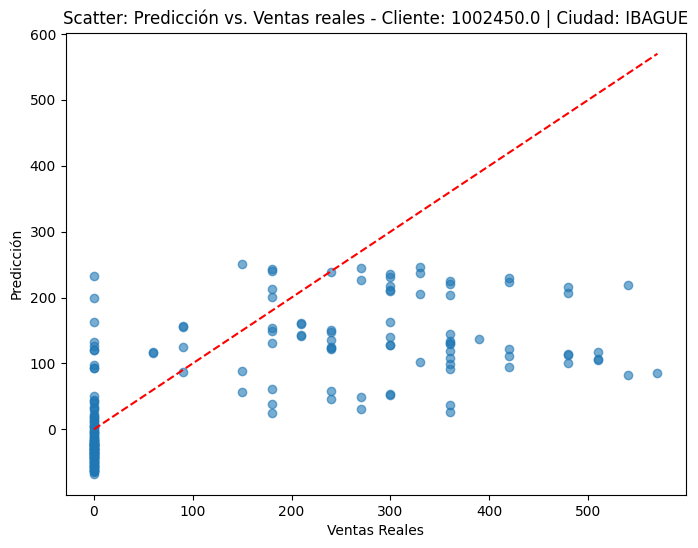 Scatter: Predicción vs. Ventas reales - Cliente: 1002450.0 | Ciudad: IBAGUE
600
500
400
300
200
100
0
Predicción
0 100 200 300 400 500
Ventas Reales